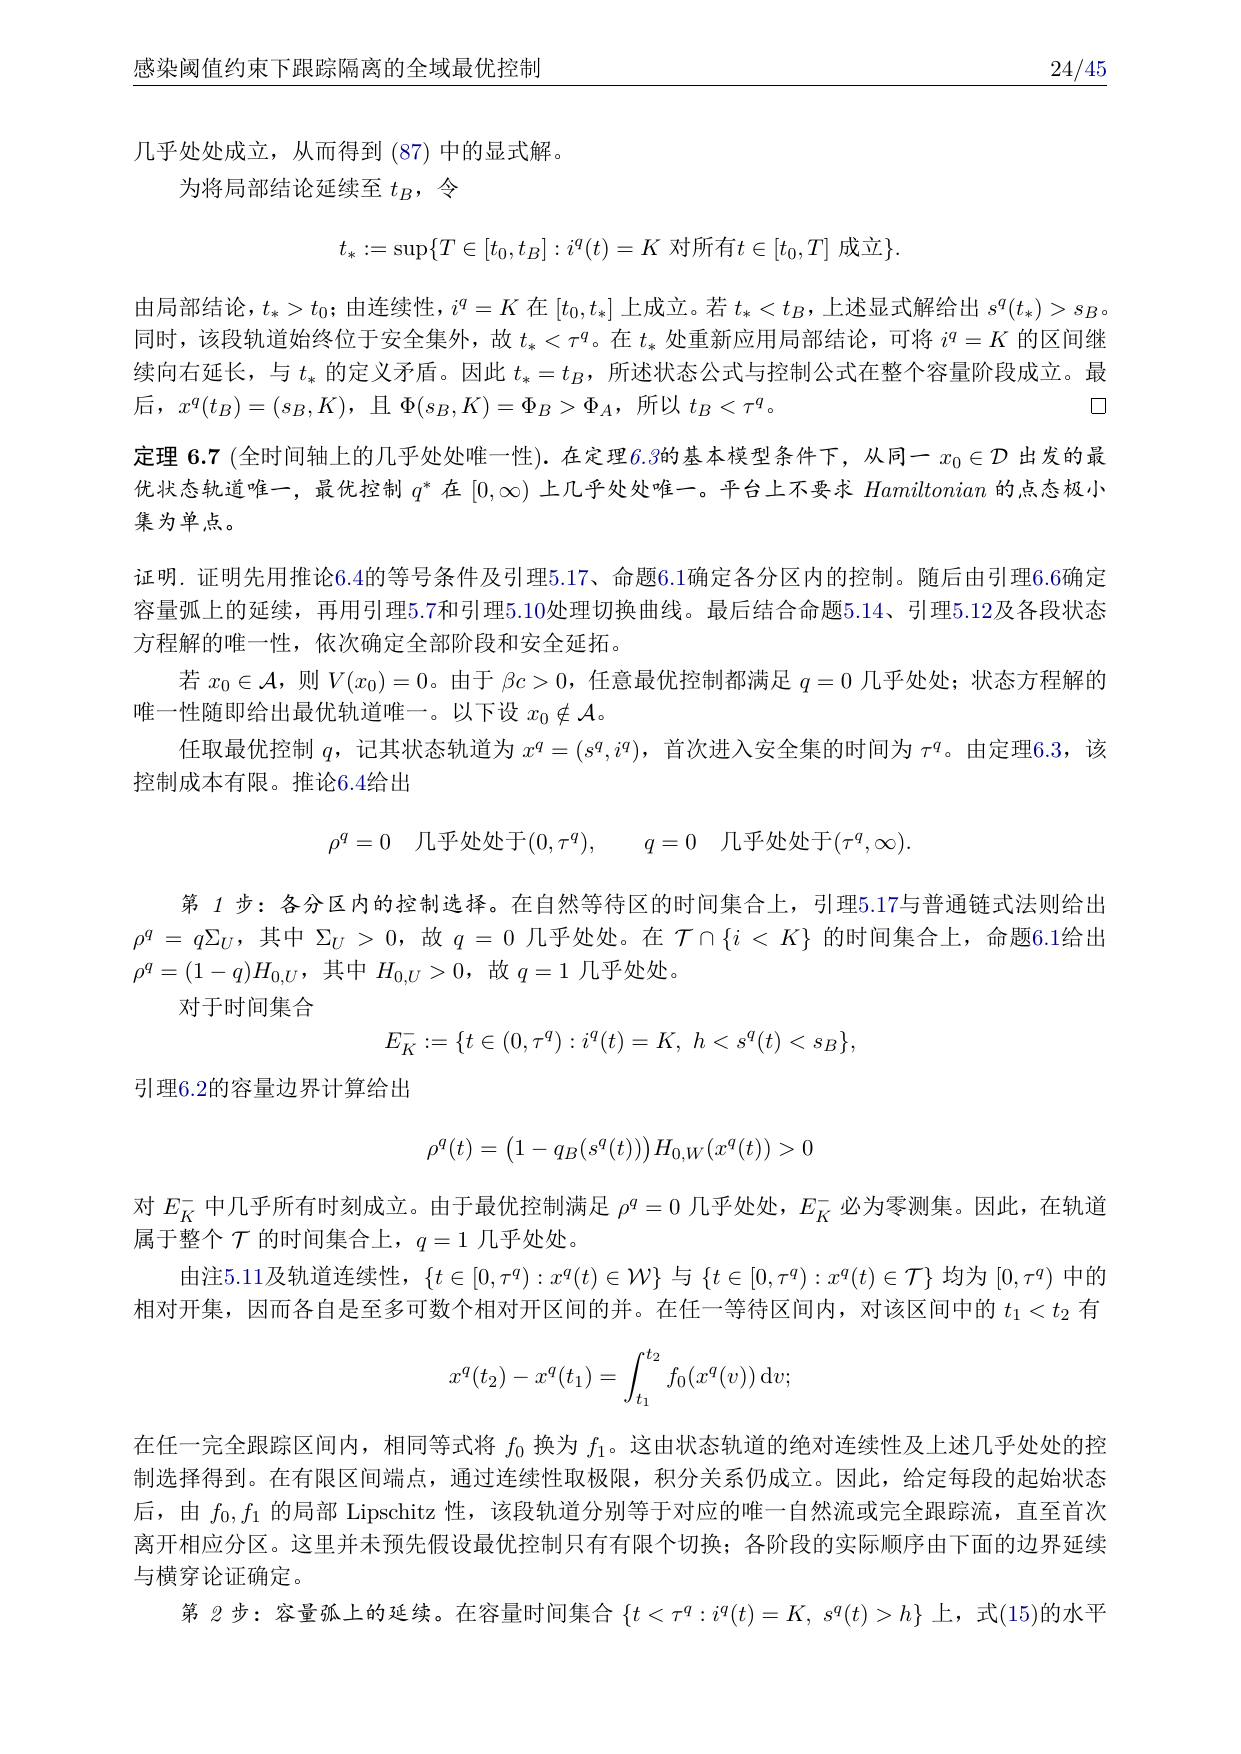 感染阈值约束下跟踪隔离的全域最优控制 24/45
几乎处处成立，从而得到 (87) 中的显式解。
为将局部结论延续至 t_B，令
t_* := sup{T ∈ [t_0, t_B] : i^q(t) = K 对所有t ∈ [t_0, T] 成立}.
由局部结论，t_* > t_0；由连续性，i^q = K 在 [t_0, t_*] 上成立。若 t_* < t_B，上述显式解给出 s^q(t_*) > s_B。
同时，该段轨道始终位于安全集外，故 t_* < τ^q。在 t_* 处重新应用局部结论，可将 i^q = K 的区间继
续向右延长，与 t_* 的定义矛盾。因此 t_* = t_B，所述状态公式与控制公式在整个容量阶段成立。最
后，x^q(t_B) = (s_B, K)，且 Φ(s_B, K) = Φ_B > Φ_A，所以 t_B < τ^q。 □
定理 6.7 (全时间轴上的几乎处处唯一性). 在定理6.3的基本模型条件下，从同一 x_0 ∈ 𝒟 出发的最
优状态轨道唯一，最优控制 q^* 在 [0, ∞) 上几乎处处唯一。平台上不要求 Hamiltonian 的点态极小
集为单点。
证明. 证明先用推论6.4的等号条件及引理5.17、命题6.1确定各分区内的控制。随后由引理6.6确定
容量弧上的延续，再用引理5.7和引理5.10处理切换曲线。最后结合命题5.14、引理5.12及各段状态
方程解的唯一性，依次确定全部阶段和安全延拓。
若 x_0 ∈ 𝒜，则 V(x_0) = 0。由于 βc > 0，任意最优控制都满足 q = 0 几乎处处；状态方程解的
唯一性随即给出最优轨道唯一。以下设 x_0 ∉ 𝒜。
任取最优控制 q，记其状态轨道为 x^q = (s^q, i^q)，首次进入安全集的时间为 τ^q。由定理6.3，该
控制成本有限。推论6.4给出
ρ^q = 0 几乎处处于(0, τ^q), q = 0 几乎处处于(τ^q, ∞).
第 1 步：各分区内的控制选择。在自然等待区的时间集合上，引理5.17与普通链式法则给出
ρ^q = qΣ_U，其中 Σ_U > 0，故 q = 0 几乎处处。在 𝒯 ∩ {i < K} 的时间集合上，命题6.1给出
ρ^q = (1 − q)H_{0,U}，其中 H_{0,U} > 0，故 q = 1 几乎处处。
对于时间集合
E_K^− := {t ∈ (0, τ^q) : i^q(t) = K, h < s^q(t) < s_B},
引理6.2的容量边界计算给出
ρ^q(t) = (1 − q_B(s^q(t)))H_{0,W}(x^q(t)) > 0
对 E_K^− 中几乎所有时刻成立。由于最优控制满足 ρ^q = 0 几乎处处，E_K^− 必为零测集。因此，在轨道
属于整个 𝒯 的时间集合上，q = 1 几乎处处。
由注5.11及轨道连续性，{t ∈ [0, τ^q) : x^q(t) ∈ 𝒲} 与 {t ∈ [0, τ^q) : x^q(t) ∈ 𝒯} 均为 [0, τ^q) 中的
相对开集，因而各自是至多可数个相对开区间的并。在任一等待区间内，对该区间中的 t_1 < t_2 有
x^q(t_2) − x^q(t_1) = ∫_{t_1}^{t_2} f_0(x^q(v)) dv;
在任一完全跟踪区间内，相同等式将 f_0 换为 f_1。这由状态轨道的绝对连续性及上述几乎处处的控
制选择得到。在有限区间端点，通过连续性取极限，积分关系仍成立。因此，给定每段的起始状态
后，由 f_0, f_1 的局部 Lipschitz 性，该段轨道分别等于对应的唯一自然流或完全跟踪流，直至首次
离开相应分区。这里并未预先假设最优控制只有有限个切换；各阶段的实际顺序由下面的边界延续
与横穿论证确定。
第 2 步：容量弧上的延续。在容量时间集合 {t < τ^q : i^q(t) = K, s^q(t) > h} 上，式(15)的水平